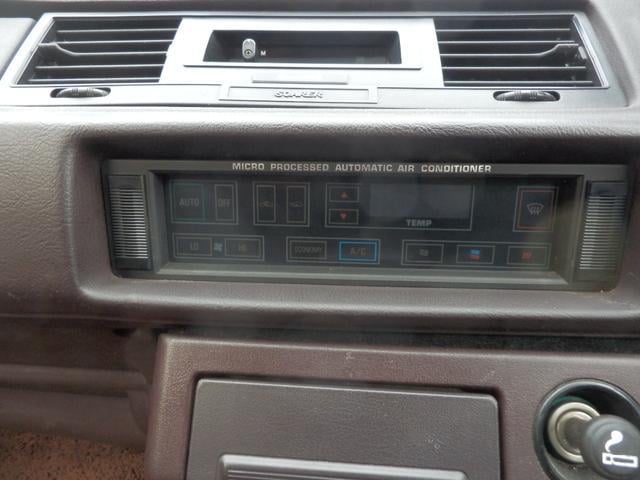 M
SOARER
MICRO PROCESSED AUTOMATIC AIR CONDITIONER
AUTO OFF
TEMP
LO HI ECONOMY A/C